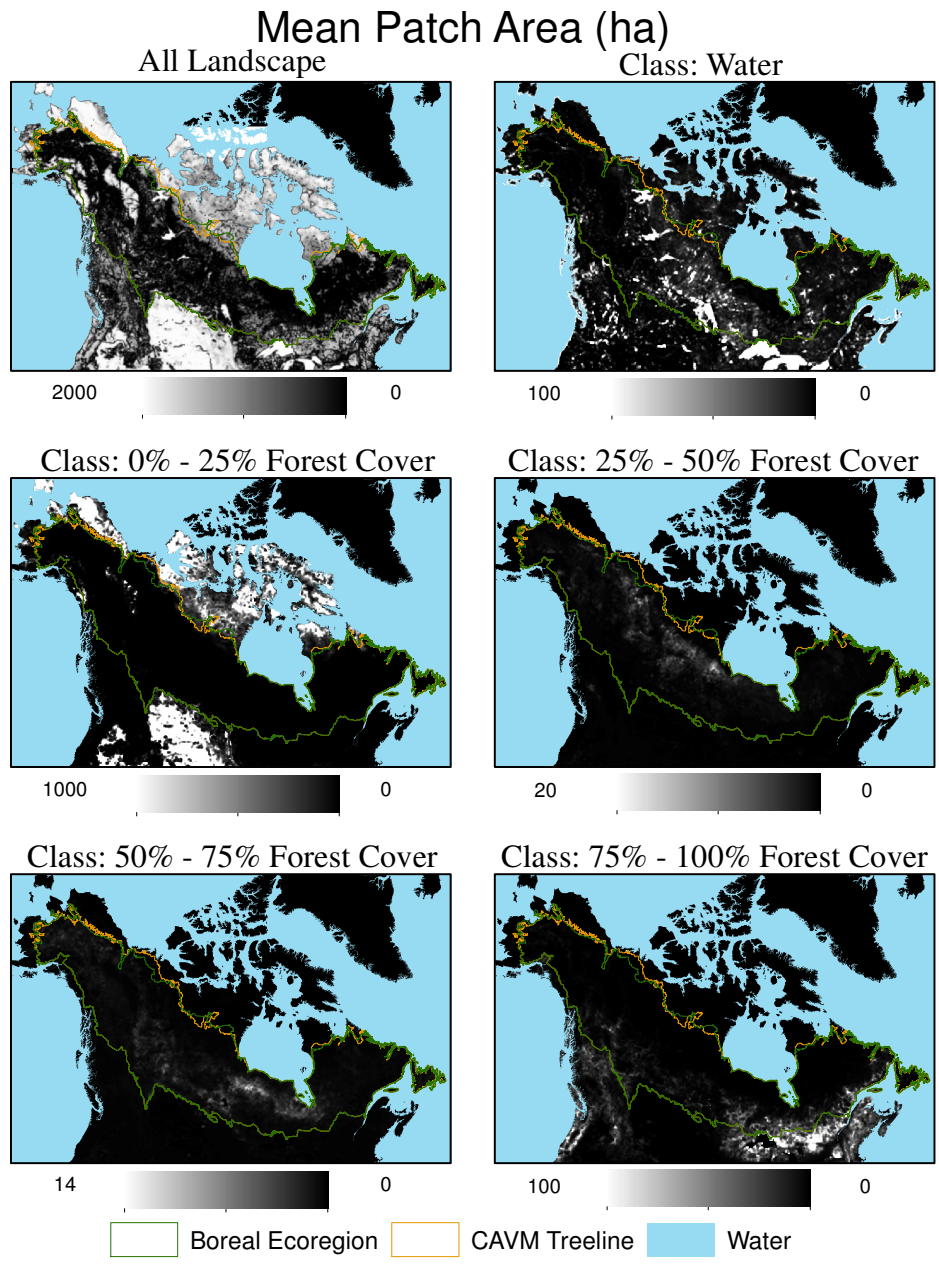 Mean Patch Area (ha)
All Landscape
Class: Water
2000 0
100 0
Class: 0% - 25% Forest Cover
Class: 25% - 50% Forest Cover
1000 0
20 0
Class: 50% - 75% Forest Cover
Class: 75% - 100% Forest Cover
14 0
100 0
Boreal Ecoregion CAVM Treeline Water